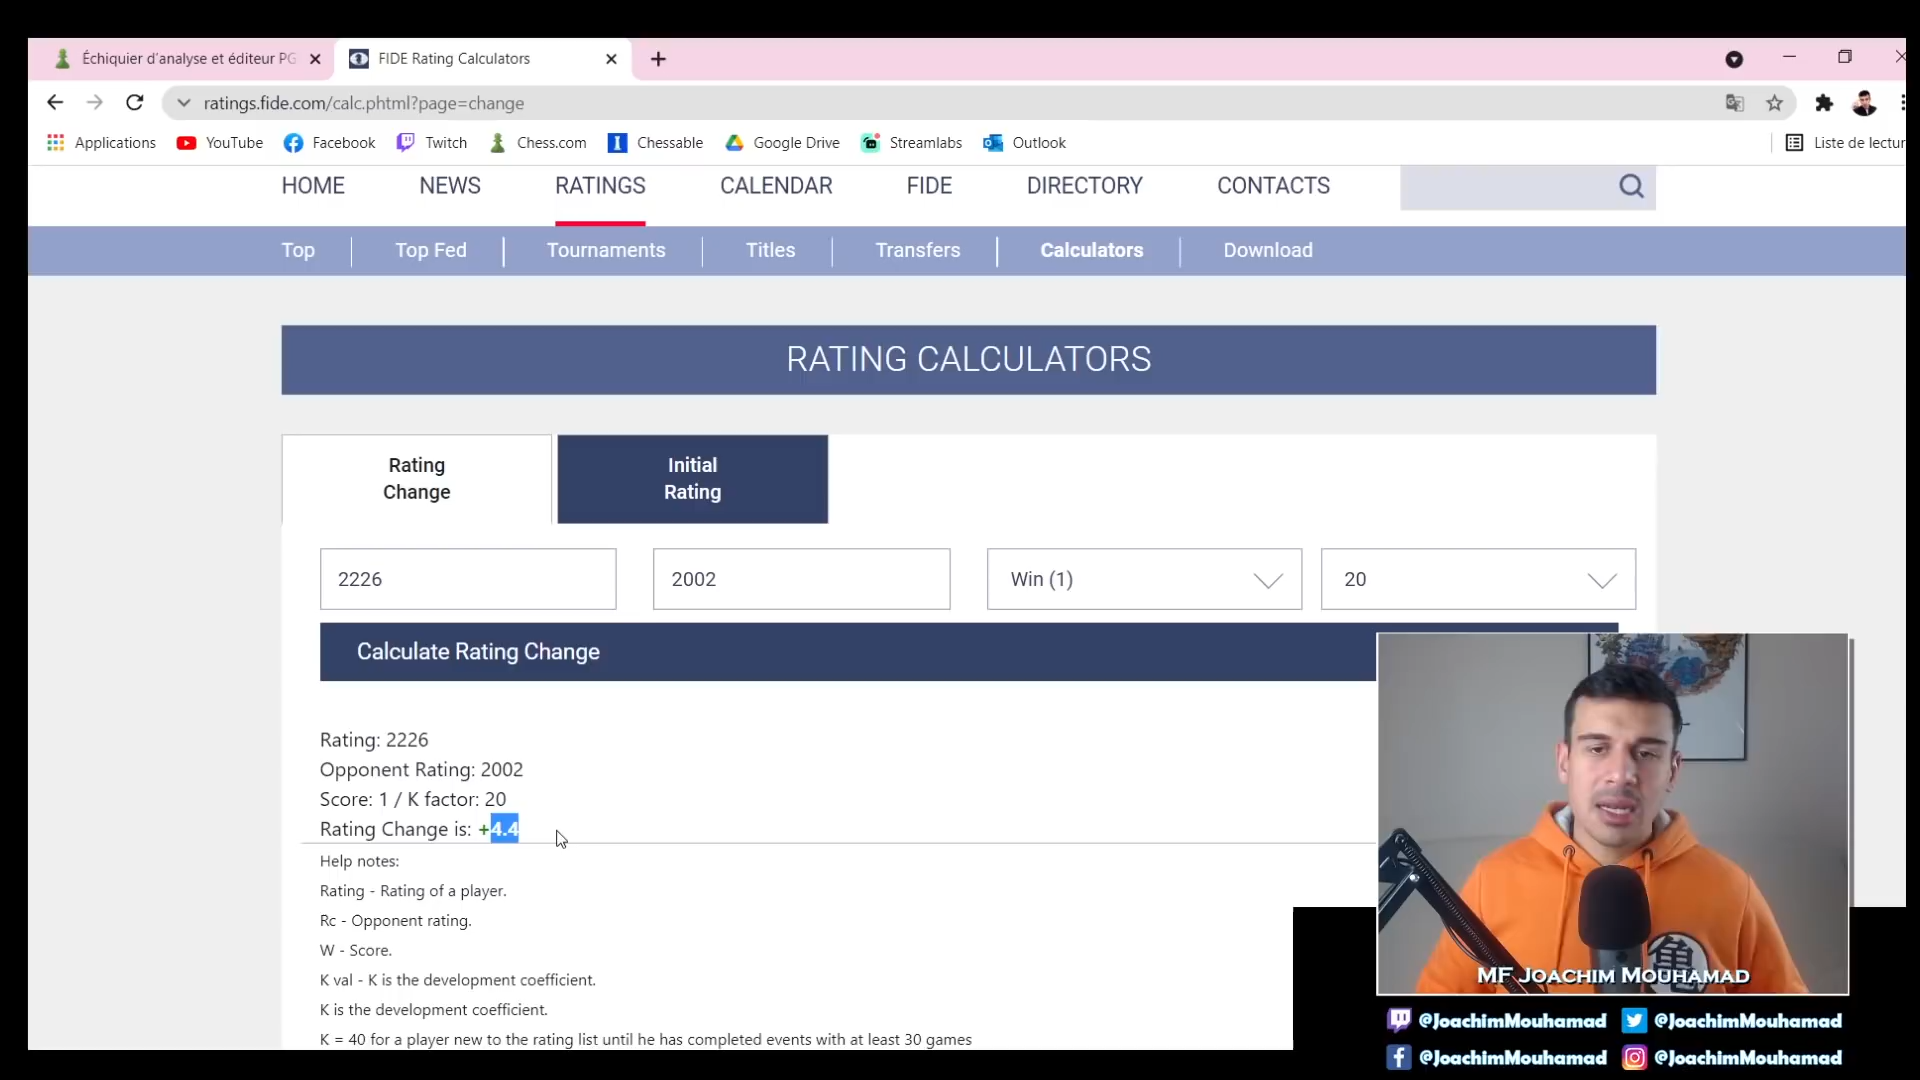 Échiquier d'analyse et éditeur PG
FIDE Rating Calculators
ratings.fide.com/calc.phtml?page=change
Applications YouTube Facebook Twitch Chess.com Chessable Google Drive Streamlabs Outlook Liste de lectur
HOME NEWS RATINGS CALENDAR FIDE DIRECTORY CONTACTS
Top Top Fed Tournaments Titles Transfers Calculators Download
RATING CALCULATORS
Rating
Change
Initial
Rating
2226 2002 Win (1) 20
Calculate Rating Change
Rating: 2226
Opponent Rating: 2002
Score: 1 / K factor: 20
Rating Change is: +4.4
Help notes:
Rating - Rating of a player.
Rc - Opponent rating.
W - Score.
K val - K is the development coefficient.
K is the development coefficient.
K = 40 for a player new to the rating list until he has completed events with at least 30 games
亀
MF Joachim Mouhamad
@JoachimMouhamad @JoachimMouhamad
@JoachimMouhamad @JoachimMouhamad